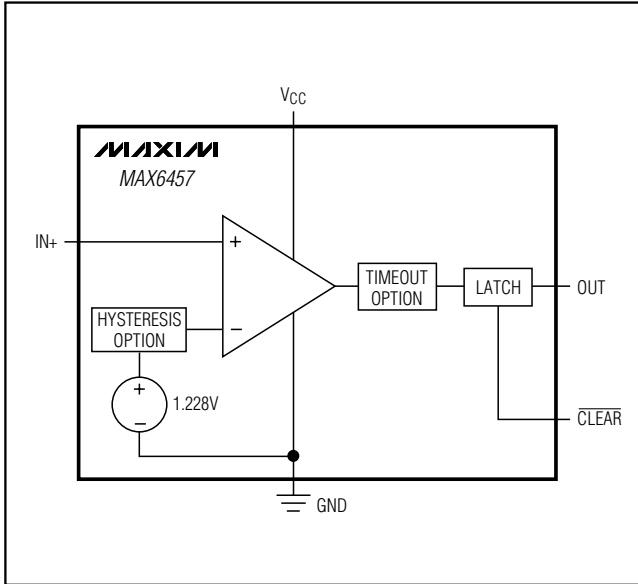 VCC
MAXIM
MAX6457
IN+
+
−
TIMEOUT
OPTION
LATCH
OUT
HYSTERESIS
OPTION
+
−
1.228V
CLEAR
GND